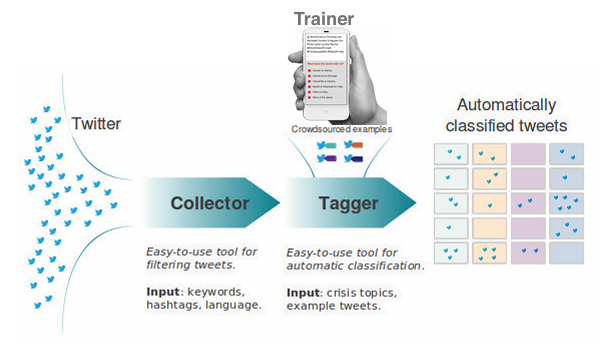 Trainer
Crowdsourced examples
Twitter
Automatically
classified tweets
Collector
Tagger
Easy-to-use tool for
filtering tweets.
Input: keywords,
hashtags, language.
Easy-to-use tool for
automatic classification.
Input: crisis topics,
example tweets.